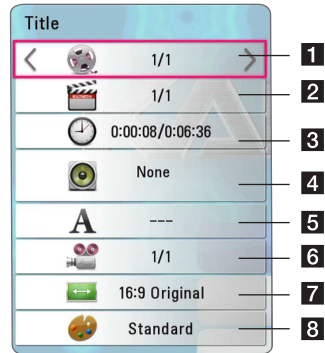 Title
1/1 1
1/1 2
0:00:08/0:06:36 3
None 4
A --- 5
1/1 6
16:9 Original 7
Standard 8